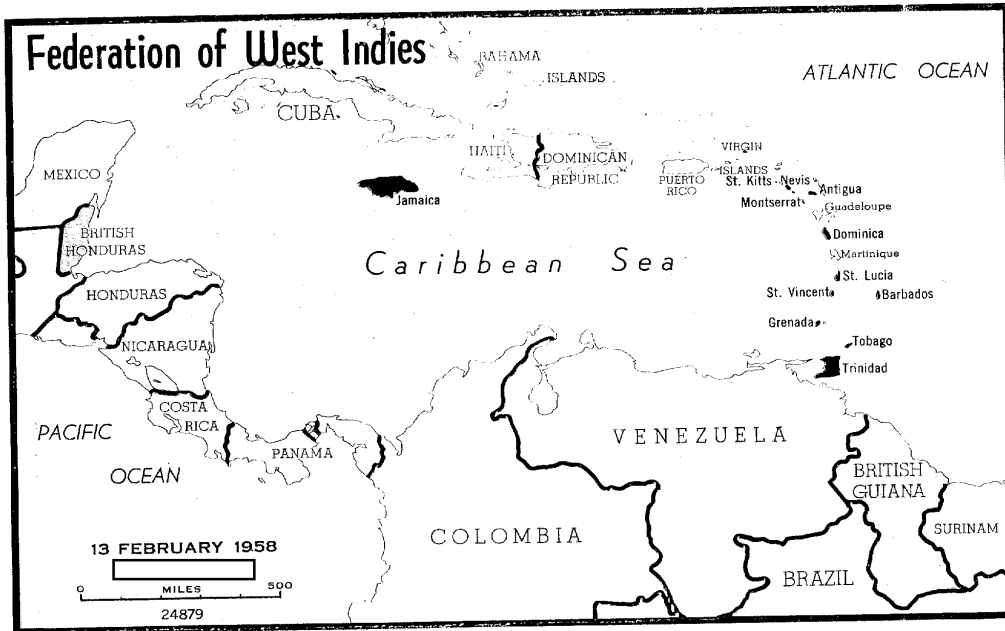 Federation of West Indies
BAHAMA
ISLANDS
ATLANTIC OCEAN
CUBA
HAITI
DOMINICAN
REPUBLIC
PUERTO
RICO
VIRGIN
ISLANDS
MEXICO
Jamaica
St. Kitts
Nevis
Antigua
Montserrat
Guadeloupe
BRITISH
HONDURAS
Dominica
Martinique
Caribbean Sea
St. Lucia
HONDURAS
St. Vincent
Barbados
Grenada
NICARAGUA
Tobago
Trinidad
COSTA
RICA
PACIFIC
OCEAN
PANAMA
VENEZUELA
BRITISH
GUIANA
COLOMBIA
SURINAM
BRAZIL
13 FEBRUARY 1958
0 MILES 500
24879